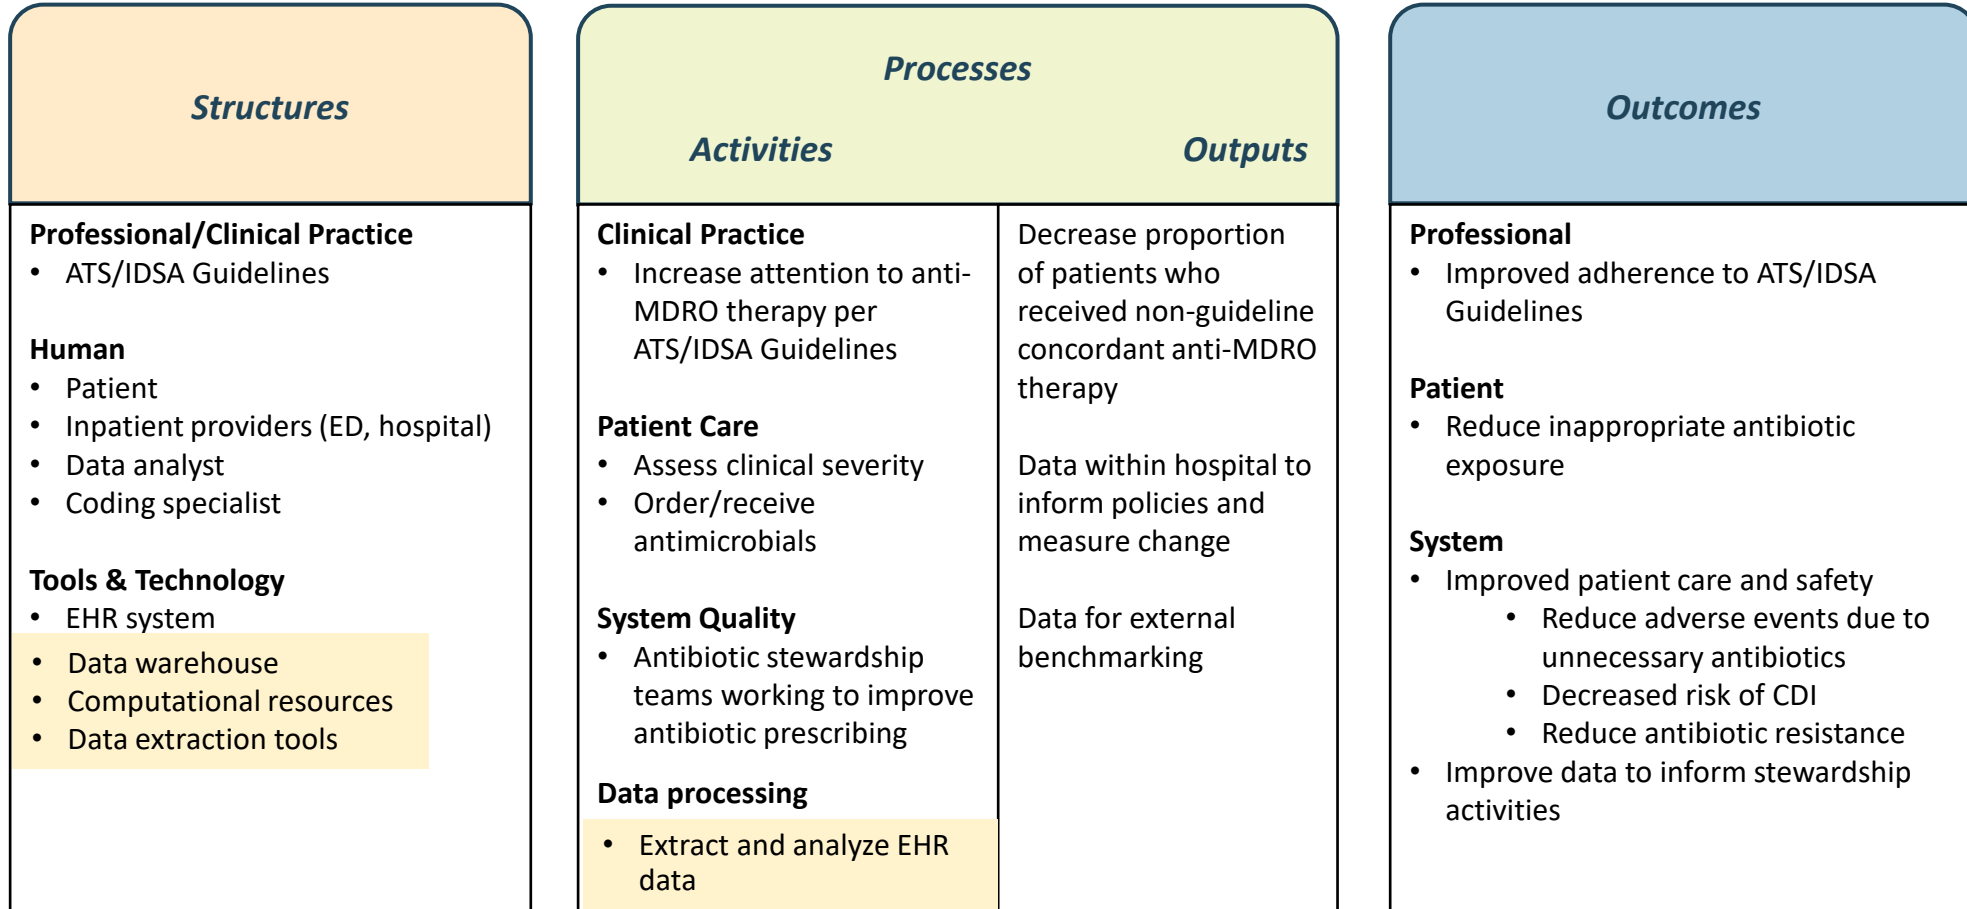 Structures
Professional/Clinical Practice
• ATS/IDSA Guidelines
Human
• Patient
• Inpatient providers (ED, hospital)
• Data analyst
• Coding specialist
Tools & Technology
• EHR system
• Data warehouse
• Computational resources
• Data extraction tools
Processes
Activities
Clinical Practice
• Increase attention to anti-
MDRO therapy per
ATS/IDSA Guidelines
Patient Care
• Assess clinical severity
• Order/receive
antimicrobials
System Quality
• Antibiotic stewardship
teams working to improve
antibiotic prescribing
Data processing
• Extract and analyze EHR
data
Outputs
Decrease proportion
of patients who
received non-guideline
concordant anti-MDRO
therapy
Data within hospital to
inform policies and
measure change
Data for external
benchmarking
Outcomes
Professional
• Improved adherence to ATS/IDSA
Guidelines
Patient
• Reduce inappropriate antibiotic
exposure
System
• Improved patient care and safety
• Reduce adverse events due to
unnecessary antibiotics
• Decreased risk of CDI
• Reduce antibiotic resistance
• Improve data to inform stewardship
activities